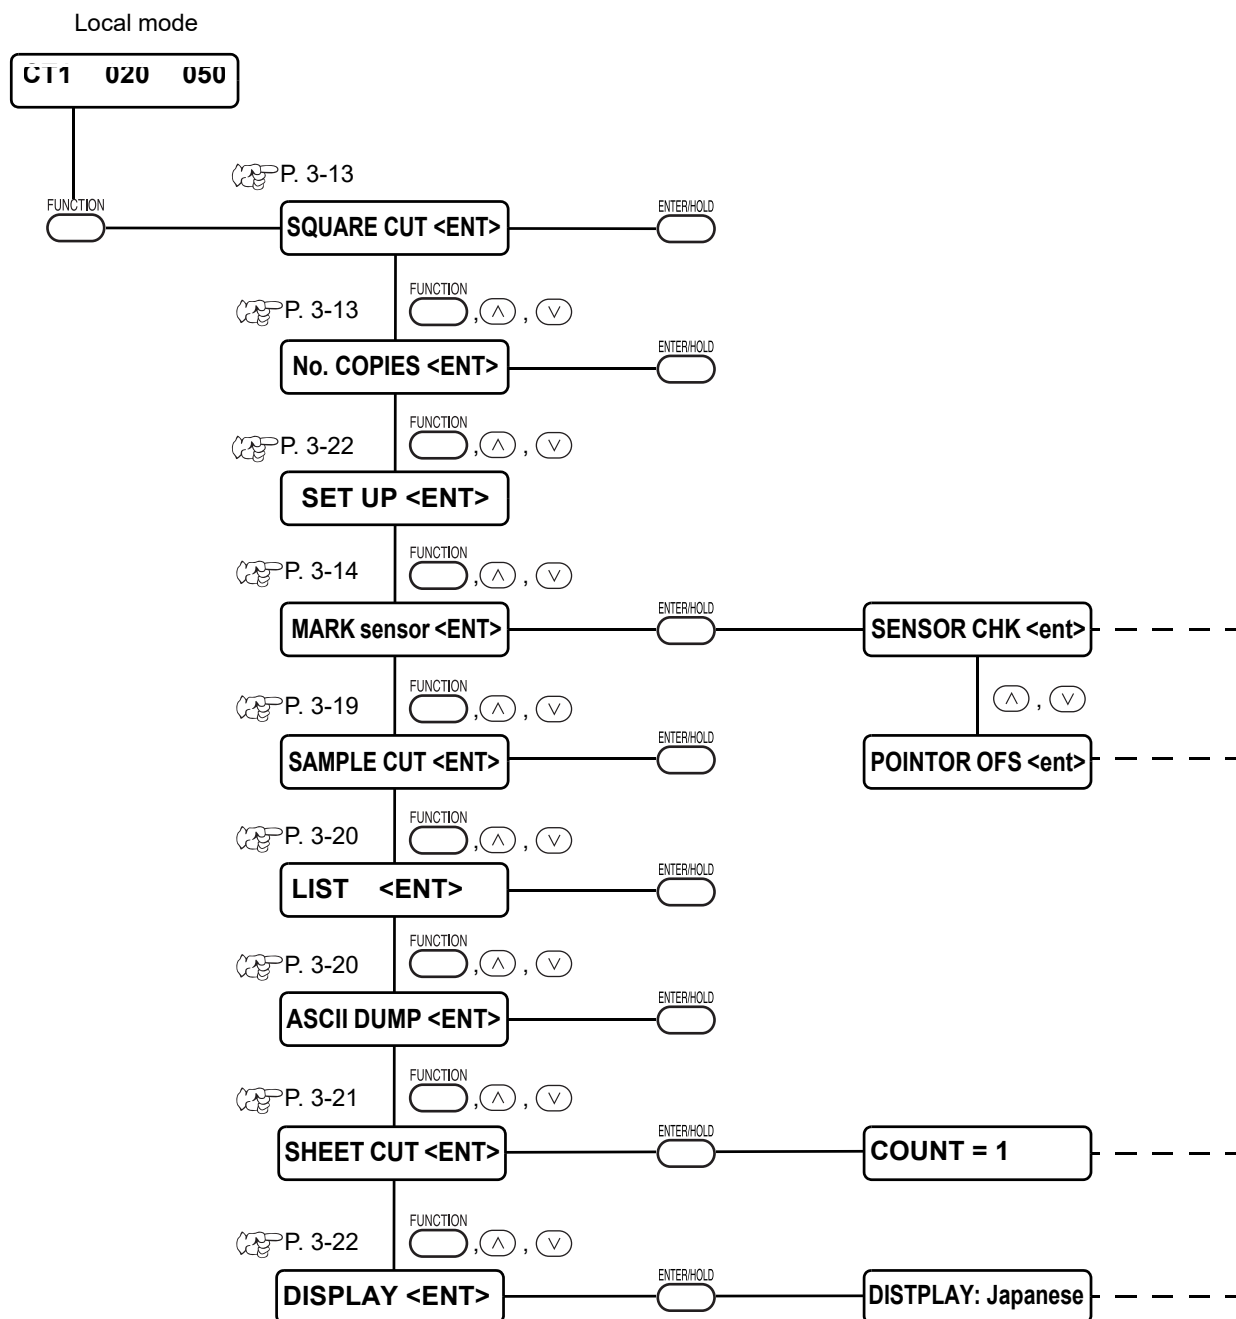 Local mode
CT1 020 050
P. 3-13
FUNCTION
SQUARE CUT <ENT>
ENTER/HOLD
P. 3-13
FUNCTION
, ,
No. COPIES <ENT>
ENTER/HOLD
P. 3-22
FUNCTION
, ,
SET UP <ENT>
P. 3-14
FUNCTION
, ,
MARK sensor <ENT>
ENTER/HOLD
SENSOR CHK <ent>
,
P. 3-19
FUNCTION
, ,
SAMPLE CUT <ENT>
ENTER/HOLD
POINTOR OFS <ent>
P. 3-20
FUNCTION
, ,
LIST <ENT>
ENTER/HOLD
P. 3-20
FUNCTION
, ,
ASCII DUMP <ENT>
ENTER/HOLD
P. 3-21
FUNCTION
, ,
SHEET CUT <ENT>
ENTER/HOLD
COUNT = 1
P. 3-22
FUNCTION
, ,
DISPLAY <ENT>
ENTER/HOLD
DISTPLAY: Japanese